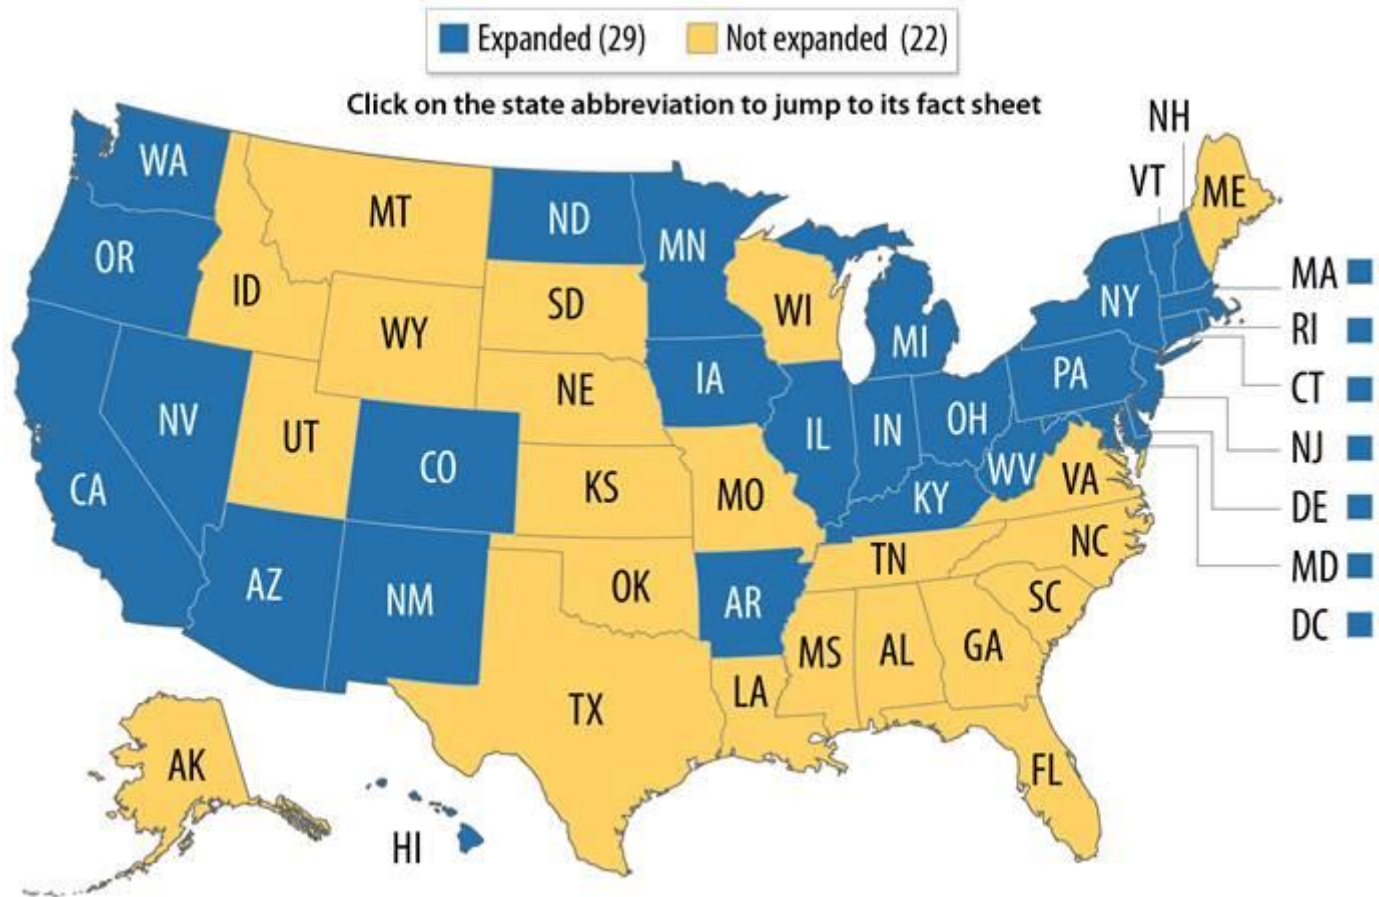 Expanded (29)
Not expanded (22)
Click on the state abbreviation to jump to its fact sheet
NH
VT
ME
WA
MT
ND
MN
OR
ID
SD
WI
NY
MA
WY
MI
RI
IA
PA
CT
NE
NV
UT
CO
IL
IN
OH
NJ
CA
KS
MO
WV
VA
KY
DE
NC
TN
MD
AZ
NM
OK
AR
SC
DC
MS
AL
GA
LA
TX
AK
FL
HI